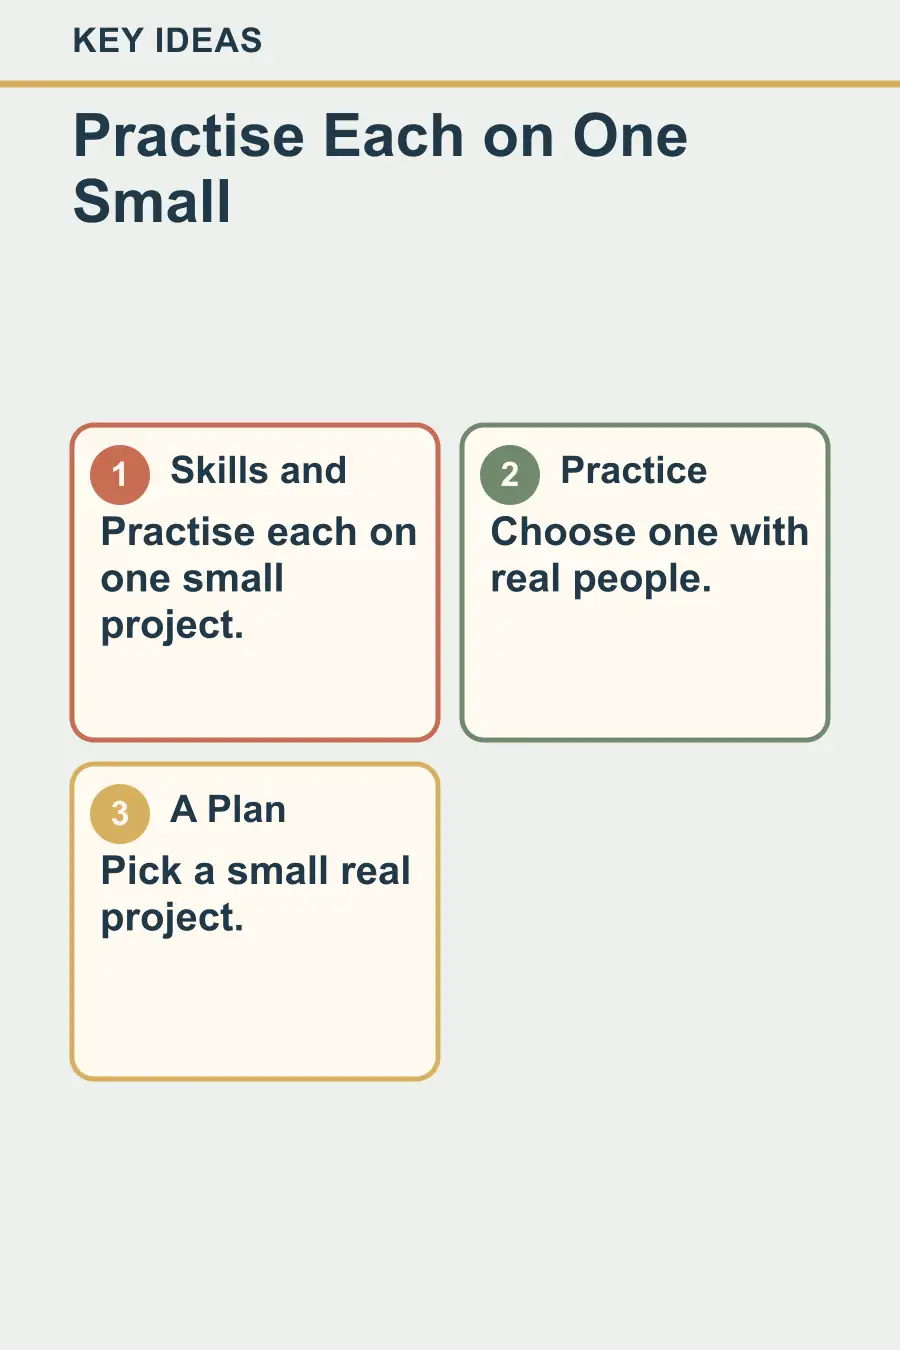 KEY IDEAS
Practise Each on One
Small
1 Skills and
Practise each on
one small
project.
2 Practice
Choose one with
real people.
3 A Plan
Pick a small real
project.